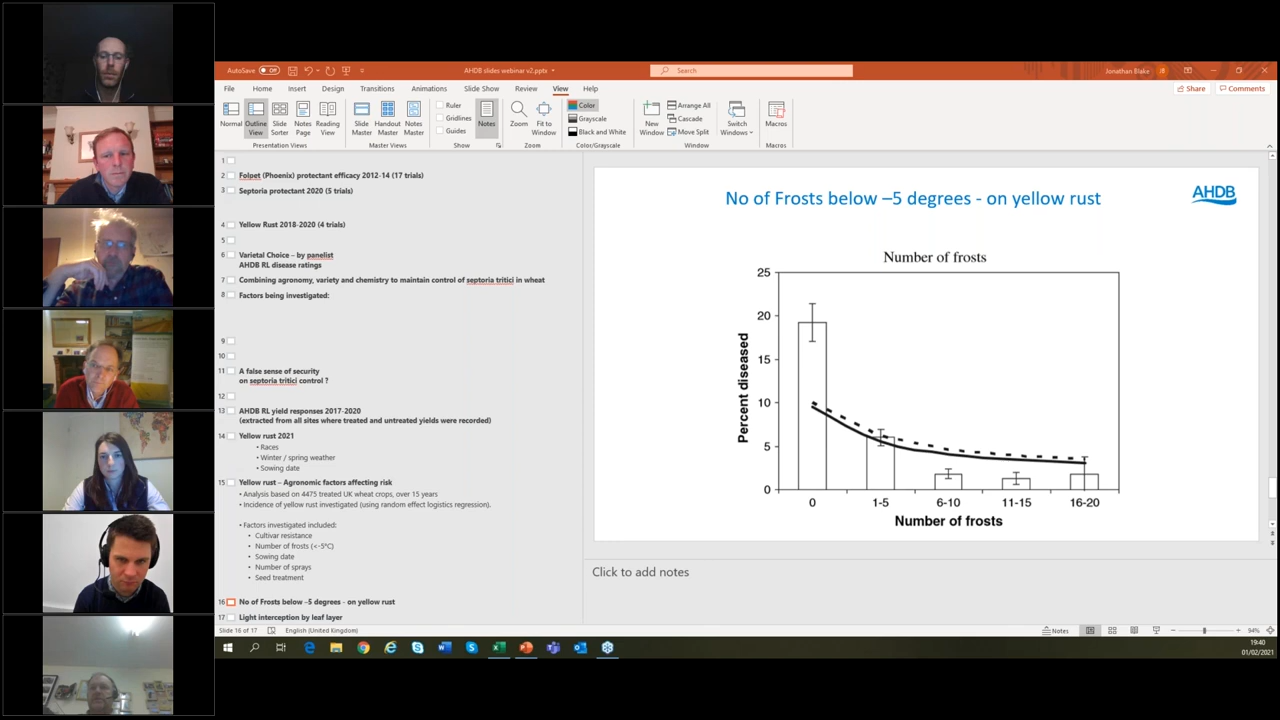 AutoSave Off
AHDB slides webinar v2.pptx
Search
Jonathan Blake
JB
File Home Insert Design Transitions Animations Slide Show Review View Help
Share Comments
Normal Outline View Slide Sorter Notes Page Reading View
Presentation Views
Slide Master Handout Master Notes Master
Master Views
Ruler
Gridlines
Guides
Notes
Show
Zoom Fit to Window
Zoom
Color
Grayscale
Black and White
Color/Grayscale
New Window
Arrange All
Cascade
Move Split
Switch Windows
Window
Macros
Macros
1
2 Folpet (Phoenix) protectant efficacy 2012-14 (17 trials)
3 Septoria protectant 2020 (5 trials)
4 Yellow Rust 2018-2020 (4 trials)
5
6 Varietal Choice – by panelist
AHDB RL disease ratings
7 Combining agronomy, variety and chemistry to maintain control of septoria tritici in wheat
8 Factors being investigated:
9
10
11 A false sense of security
on septoria tritici control ?
12
13 AHDB RL yield responses 2017-2020
(extracted from all sites where treated and untreated yields were recorded)
14 Yellow rust 2021
• Races
• Winter / spring weather
• Sowing date
15 Yellow rust – Agronomic factors affecting risk
• Analysis based on 4475 treated UK wheat crops, over 15 years
• Incidence of yellow rust investigated (using random effect logistics regression).
• Factors investigated included:
• Cultivar resistance
• Number of frosts (<-5°C)
• Sowing date
• Number of sprays
• Seed treatment
16 No of Frosts below –5 degrees - on yellow rust
17 Light interception by leaf layer
No of Frosts below –5 degrees - on yellow rust
AHDB
Number of frosts
25
20
15
10
5
0
Percent diseased
0 1-5 6-10 11-15 16-20
Number of frosts
Click to add notes
Slide 16 of 17 English (United Kingdom) Notes 94%
19:40
01/02/2021